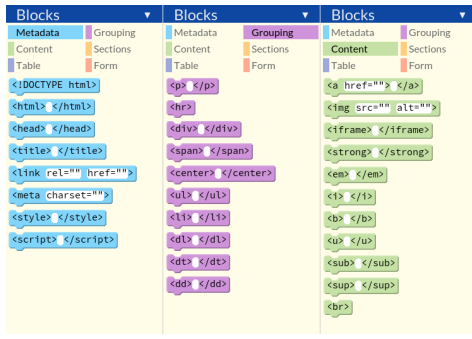 Blocks ▼
Metadata Grouping
Content Sections
Table Form
<!DOCTYPE html>
<html> </html>
<head> </head>
<title> </title>
<link rel="" href="">
<meta charset="">
<style> </style>
<script> </script>
Blocks ▼
Metadata Grouping
Content Sections
Table Form
<p> </p>
<hr>
<div> </div>
<span> </span>
<center> </center>
<ul> </ul>
<li> </li>
<dl> </dl>
<dt> </dt>
<dd> </dd>
Blocks ▼
Metadata Grouping
Content Sections
Table Form
<a href=""> </a>
<img src="" alt="">
<iframe> </iframe>
<strong> </strong>
<em> </em>
<i> </i>
<b> </b>
<u> </u>
<sub> </sub>
<sup> </sup>
<br>